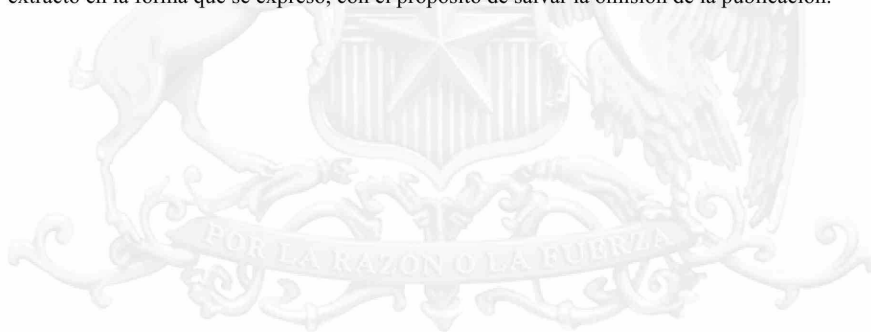 extracto en la forma que se expresó, con el propósito de salvar la omisión de la publicación.
POR LA RAZÓN O LA FUERZA